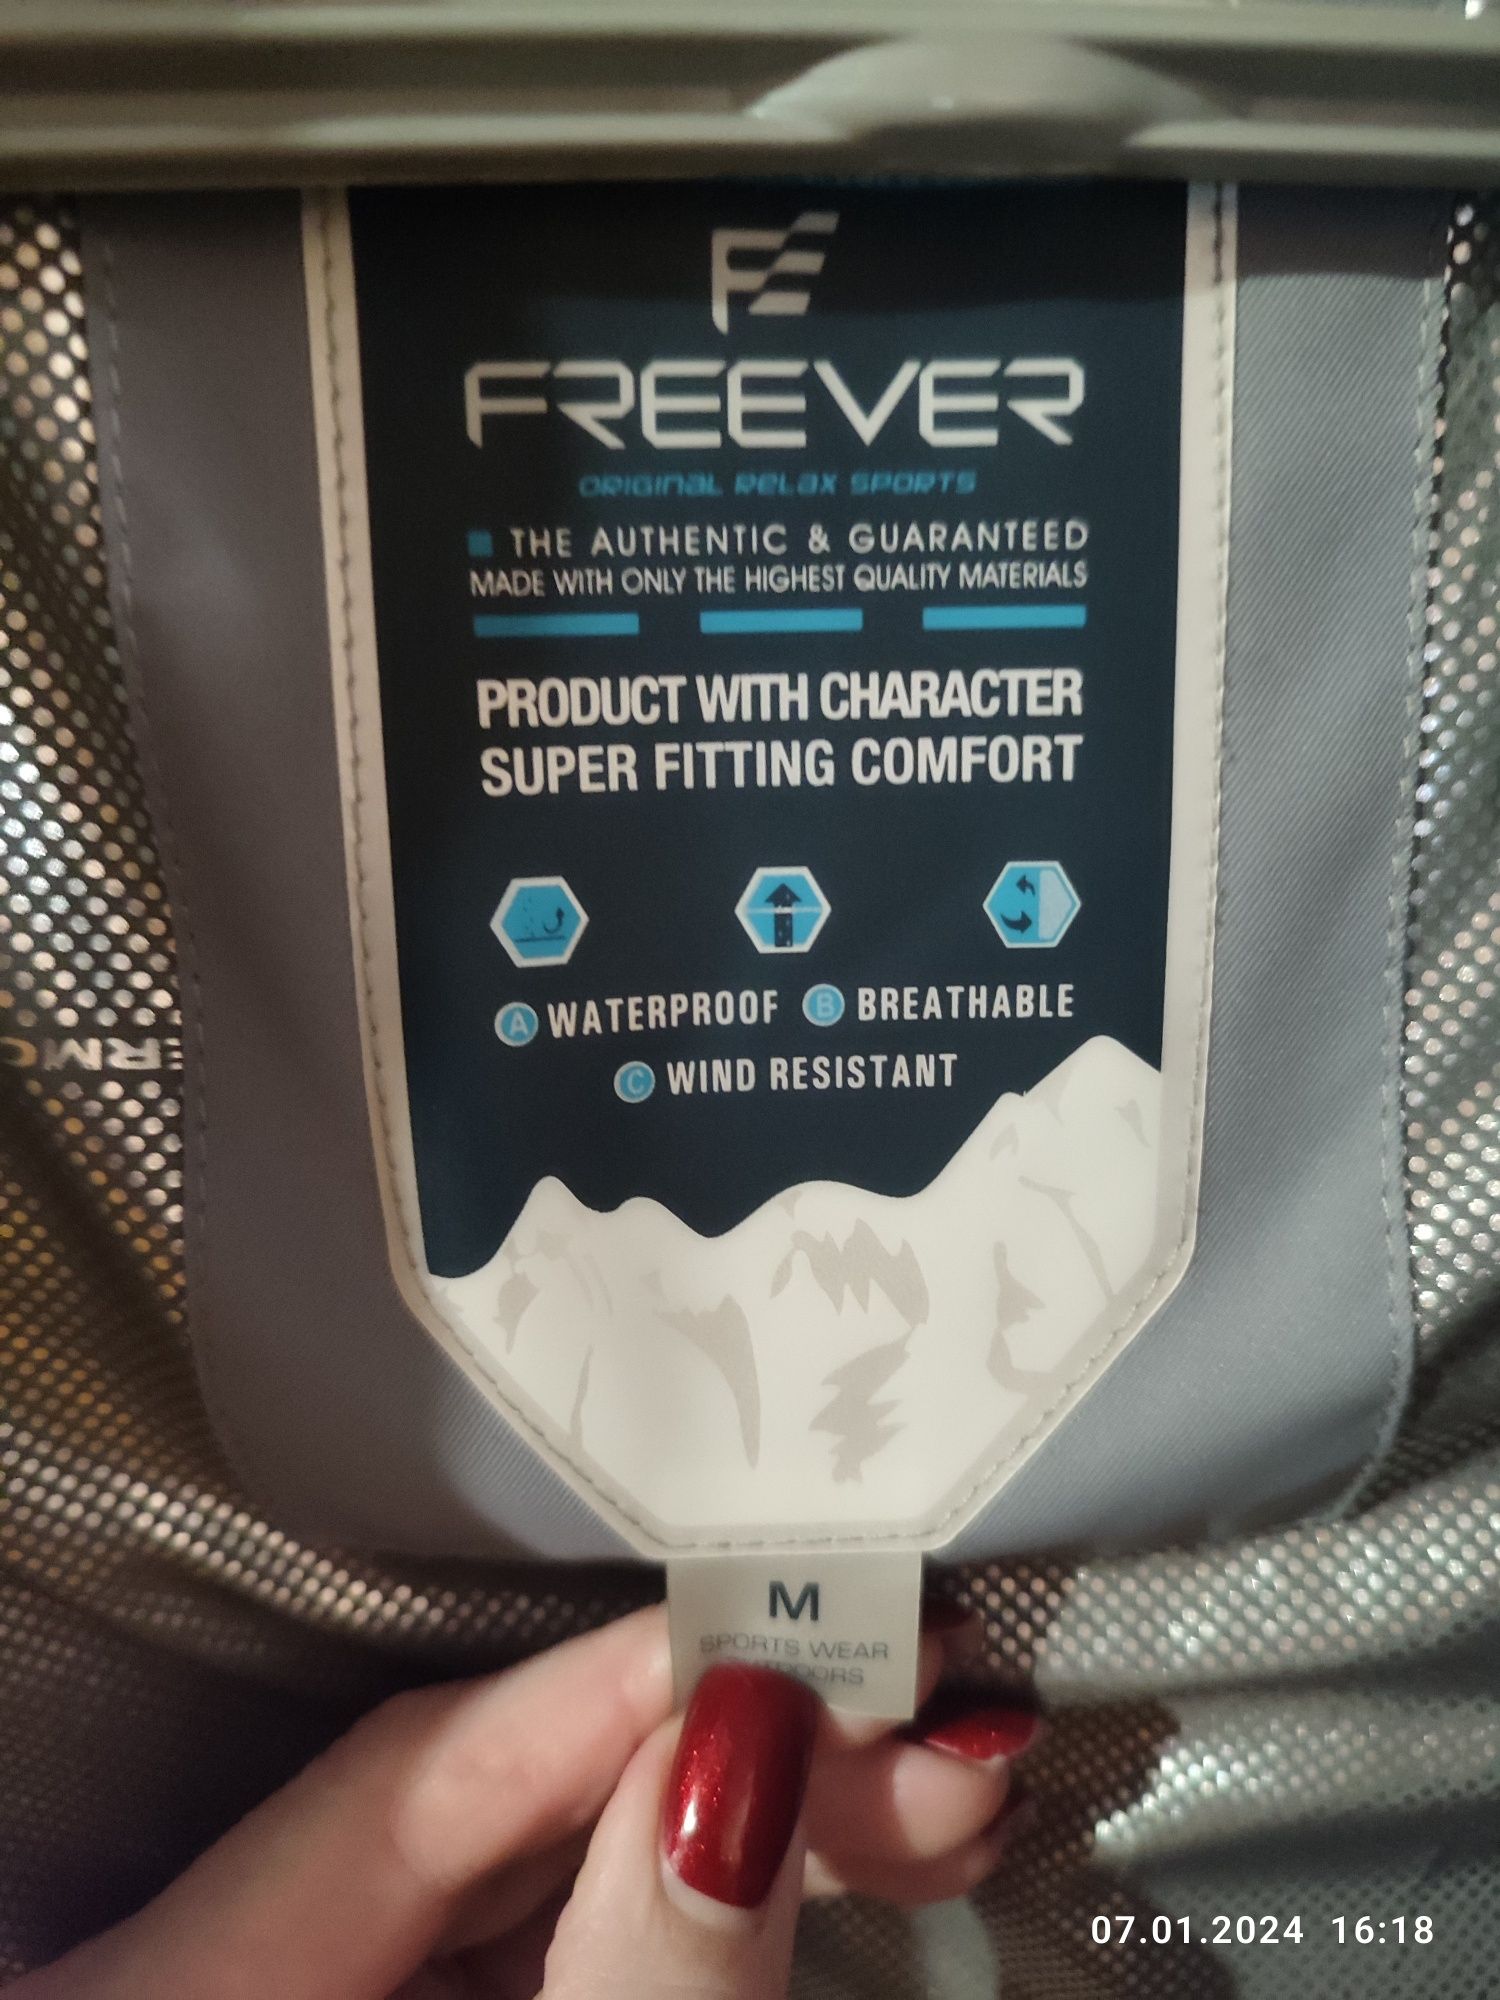 FREEVER
ORIGINAL RELAX SPORTS
THE AUTHENTIC & GUARANTEED
MADE WITH ONLY THE HIGHEST QUALITY MATERIALS
PRODUCT WITH CHARACTER
SUPER FITTING COMFORT
A WATERPROOF B BREATHABLE
C WIND RESISTANT
M
SPORTS WEAR
07.01.2024 16:18